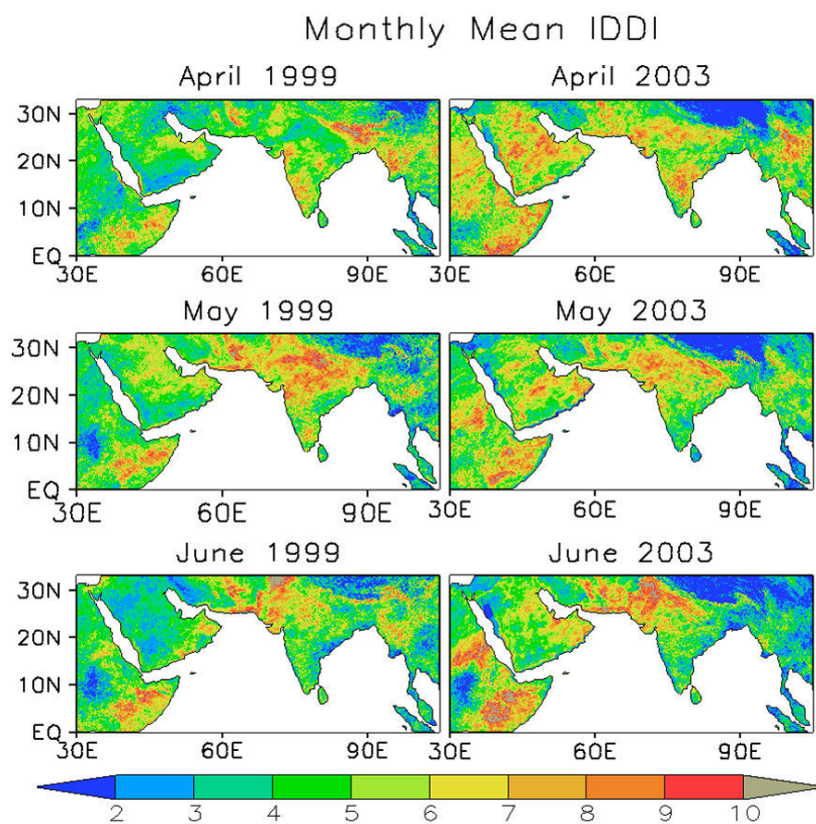 Monthly Mean IDDI
April 1999
April 2003
30N
20N
10N
EQ
30E 60E 90E 30E 60E 90E
May 1999
May 2003
30N
20N
10N
EQ
30E 60E 90E 30E 60E 90E
June 1999
June 2003
30N
20N
10N
EQ
30E 60E 90E 30E 60E 90E
2 3 4 5 6 7 8 9 10